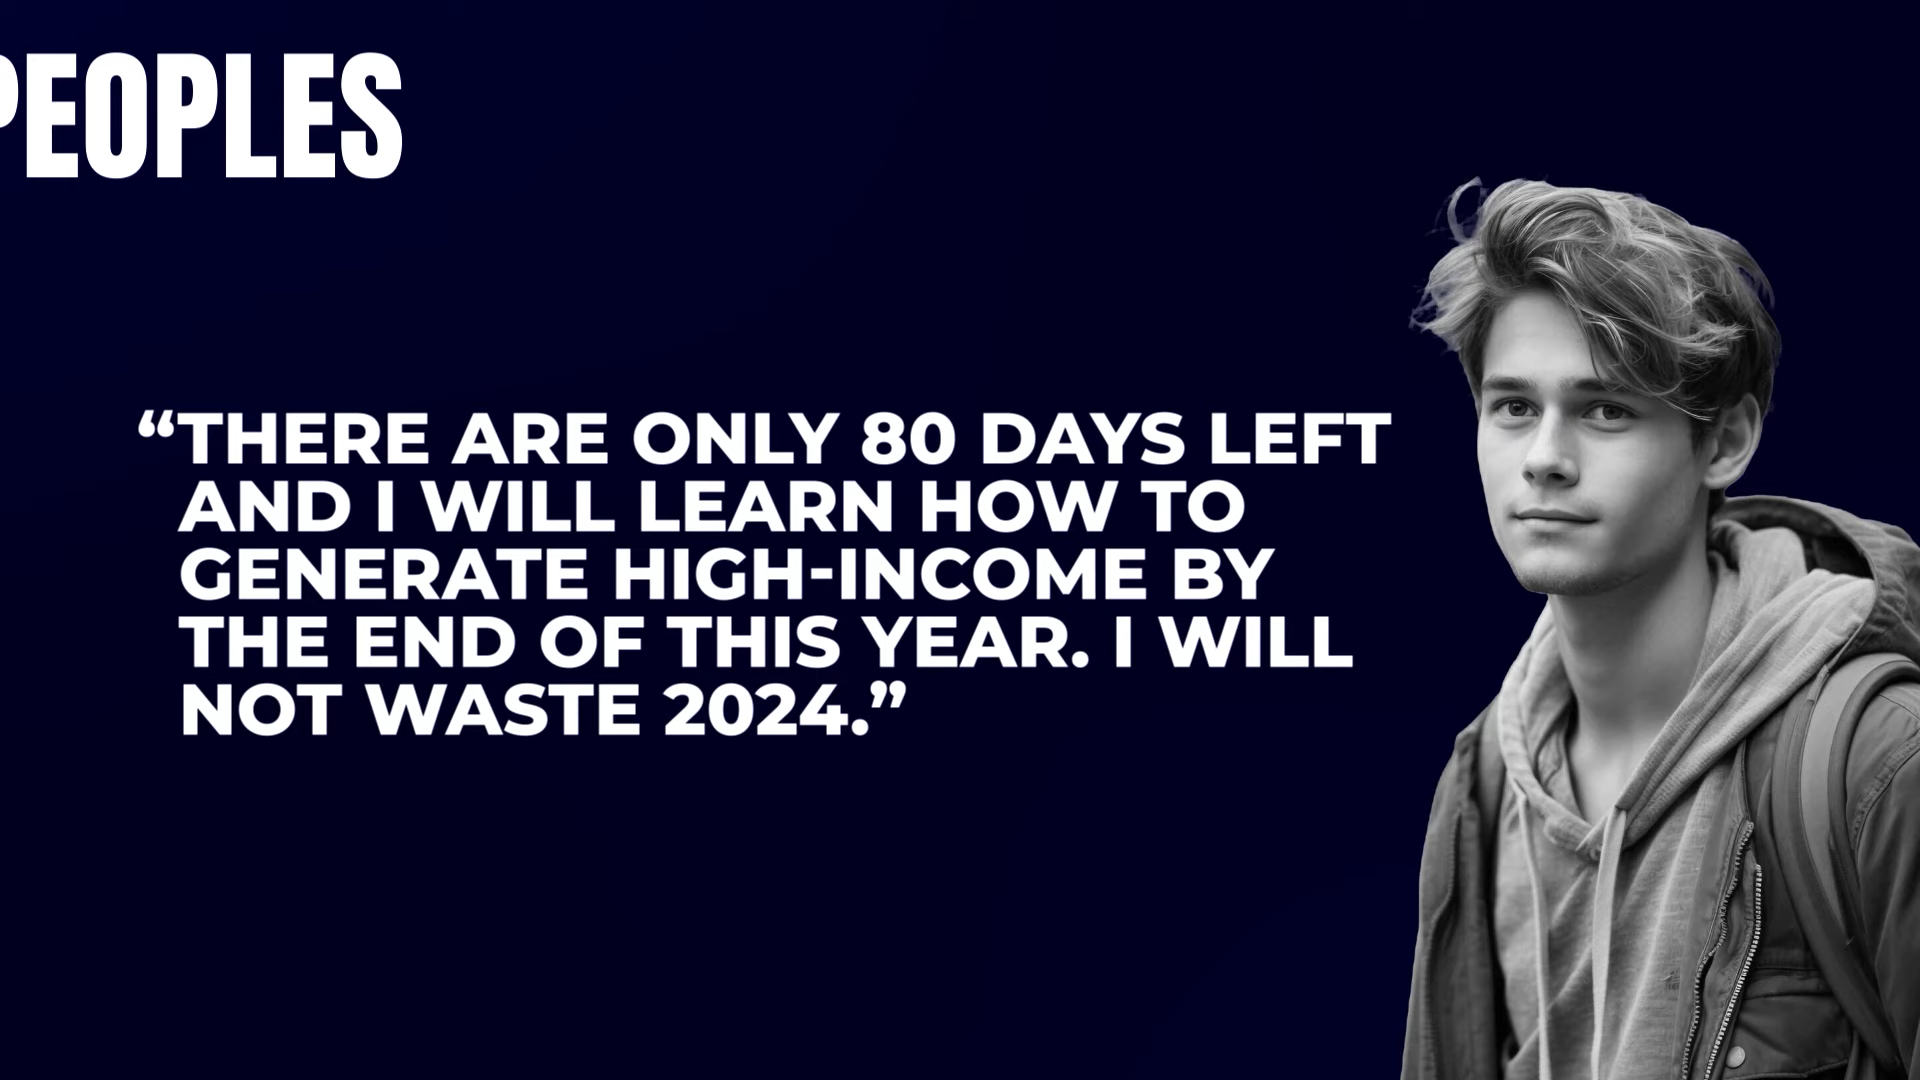 PEOPLES
“THERE ARE ONLY 80 DAYS LEFT
AND I WILL LEARN HOW TO
GENERATE HIGH-INCOME BY
THE END OF THIS YEAR. I WILL
NOT WASTE 2024.”